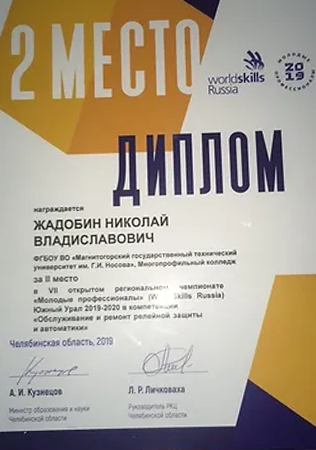 2 МЕСТО
worldskills
Russia
МОЛОДЫЕ
ПРОФЕССИОНАЛЫ
20
19
ДИПЛОМ
награждается
ЖАДОБИН НИКОЛАЙ
ВЛАДИСЛАВОВИЧ
ФГБОУ ВО «Магнитогорский государственный технический
университет им. Г.И. Носова», Многопрофильный колледж
за II место
в VII открытом региональном чемпионате
«Молодые профессионалы» (WorldSkills Russia)
Южный Урал 2019-2020 в компетенции
«Обслуживание и ремонт релейной защиты
и автоматики»
Челябинская область, 2019
А. И. Кузнецов
Л. Р. Личковаха
Министр образования и науки
Челябинской области
Руководитель РКЦ
Челябинской области